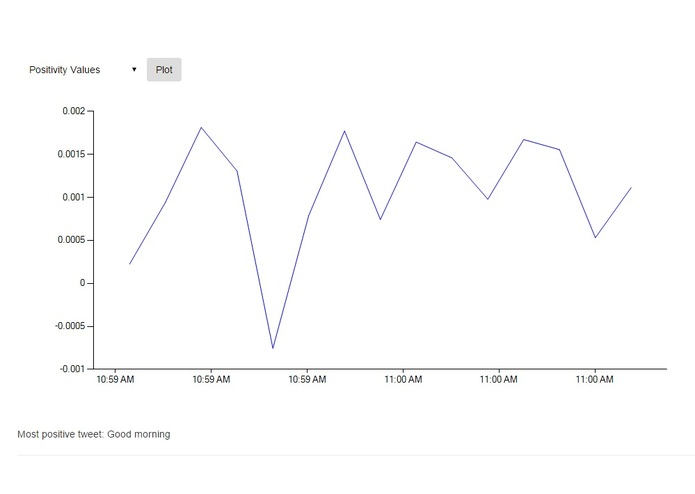 Positivity Values ▼ Plot
0.002
0.0015
0.001
0.0005
0
-0.0005
-0.001
10:59 AM 10:59 AM 10:59 AM 11:00 AM 11:00 AM 11:00 AM
Most positive tweet: Good morning